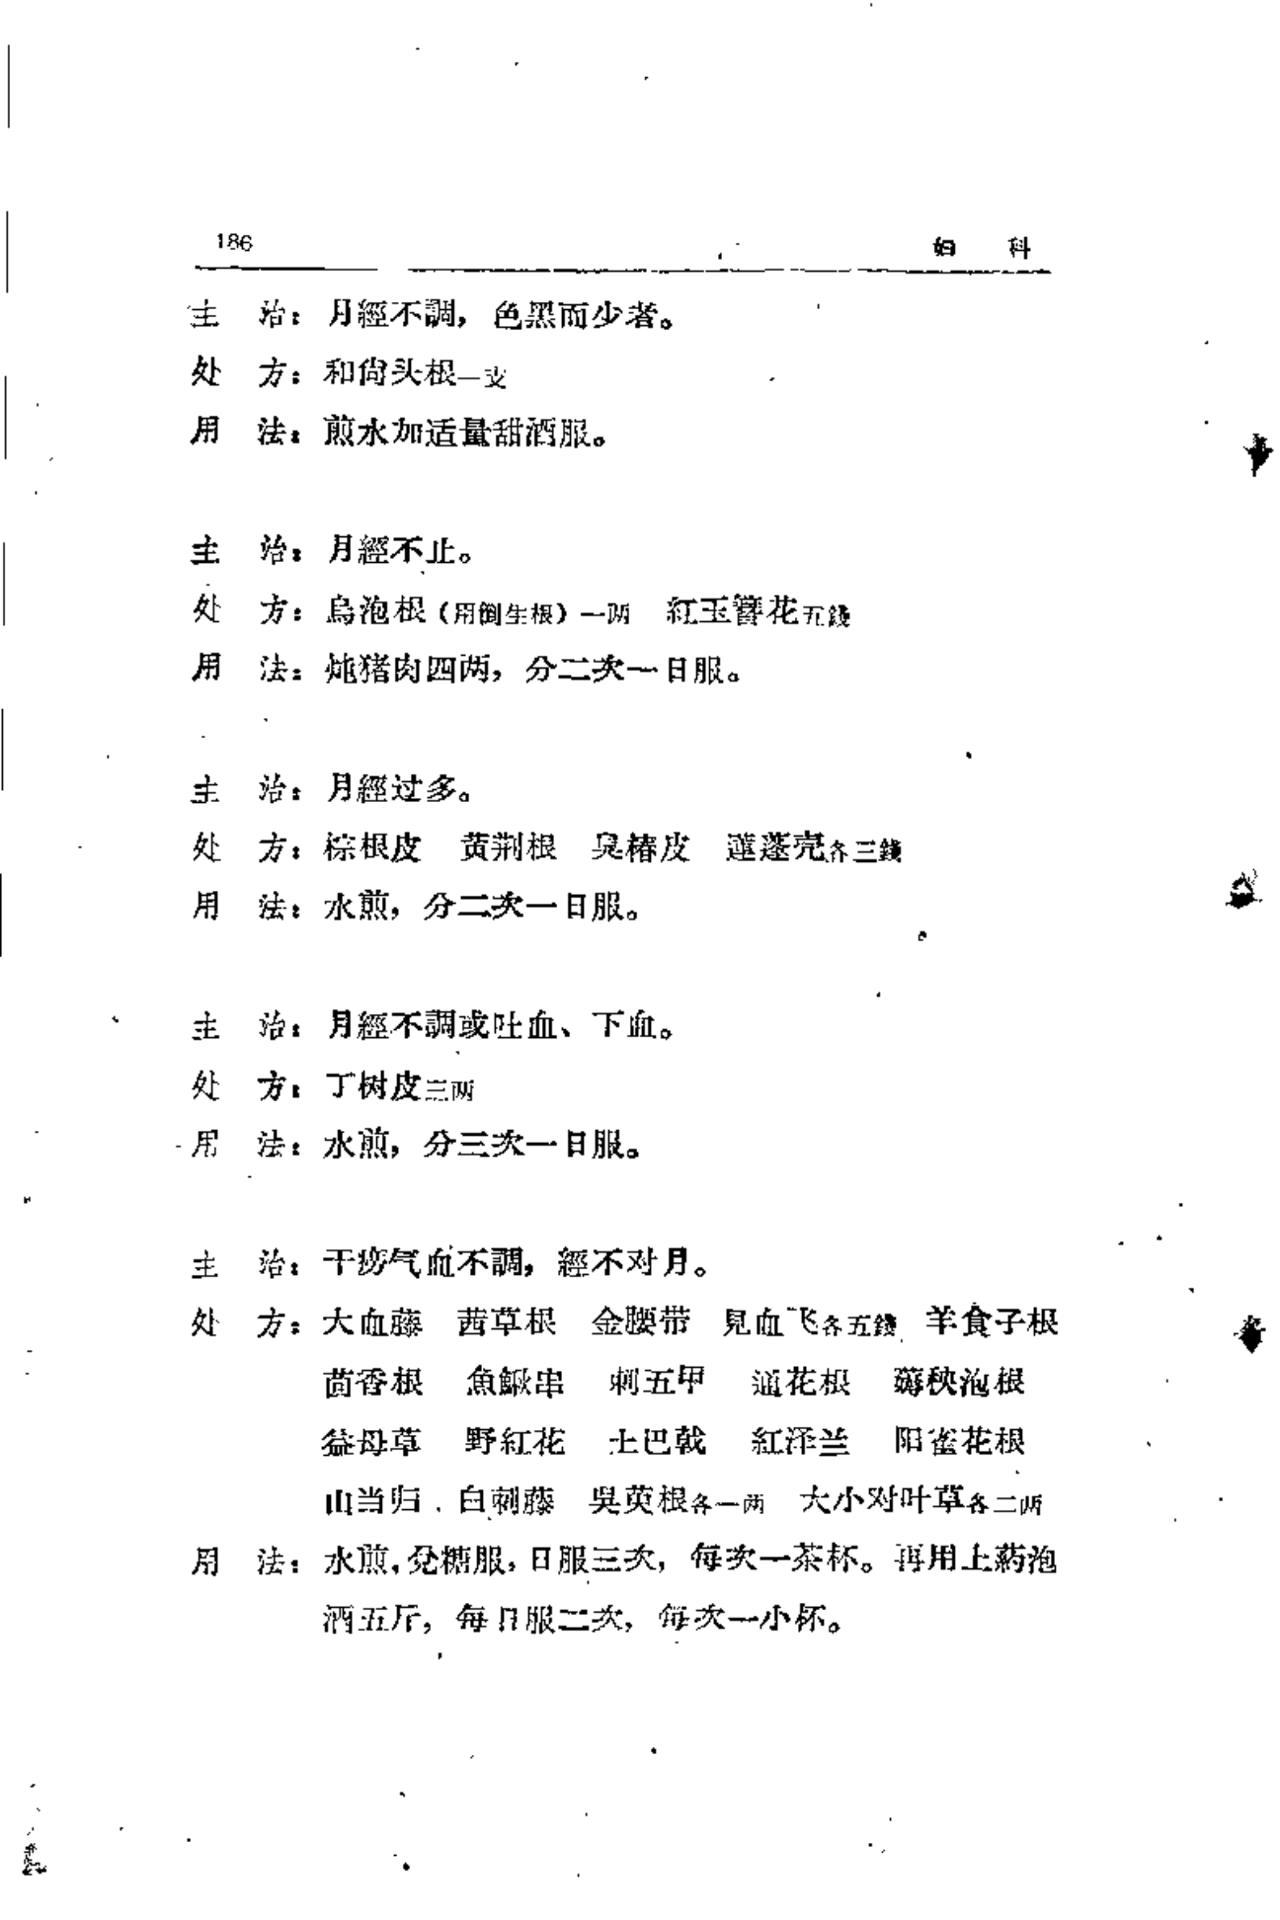 186 妇 科
主 治：月經不調，色黑而少者。
处 方：和尙头根一支
用 法：煎水加适量甜酒服。
主 治：月經不止。
处 方：烏泡根（用倒生根）一两 紅玉簪花五錢
用 法：炖猪肉四两，分二次一日服。
主 治：月經过多。
处 方：棕根皮 黄荆根 臭椿皮 蓮蓬壳各三錢
用 法：水煎，分二次一日服。
主 治：月經不調或吐血、下血。
处 方：丁树皮三两
用 法：水煎，分三次一日服。
主 治：干痨气血不調，經不对月。
处 方：大血藤 茜草根 金腰带 見血飞各五錢 羊食子根
茴香根 魚鰍串 刺五甲 通花根 薅秧泡根
益母草 野紅花 土巴戟 紅泽兰 阳雀花根
山当归 白刺藤 吳萸根各一两 大小对叶草各二两
用 法：水煎，兌糖服，日服三次，每次一茶杯。再用上葯泡
酒五斤，每日服二次，每次一小杯。